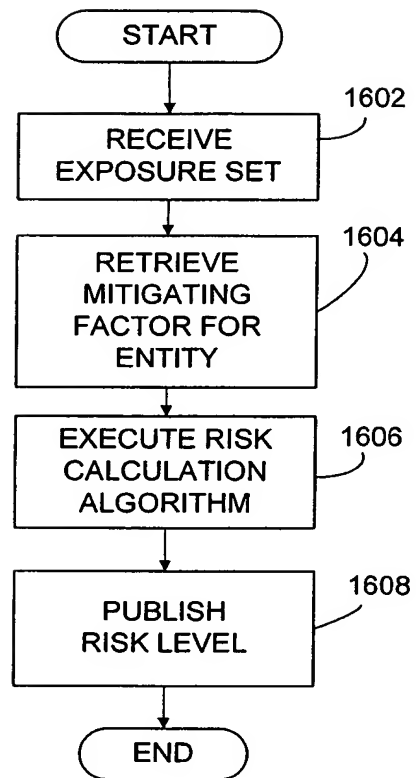 START
1602
RECEIVE
EXPOSURE SET
1604
RETRIEVE
MITIGATING
FACTOR FOR
ENTITY
1606
EXECUTE RISK
CALCULATION
ALGORITHM
1608
PUBLISH
RISK LEVEL
END